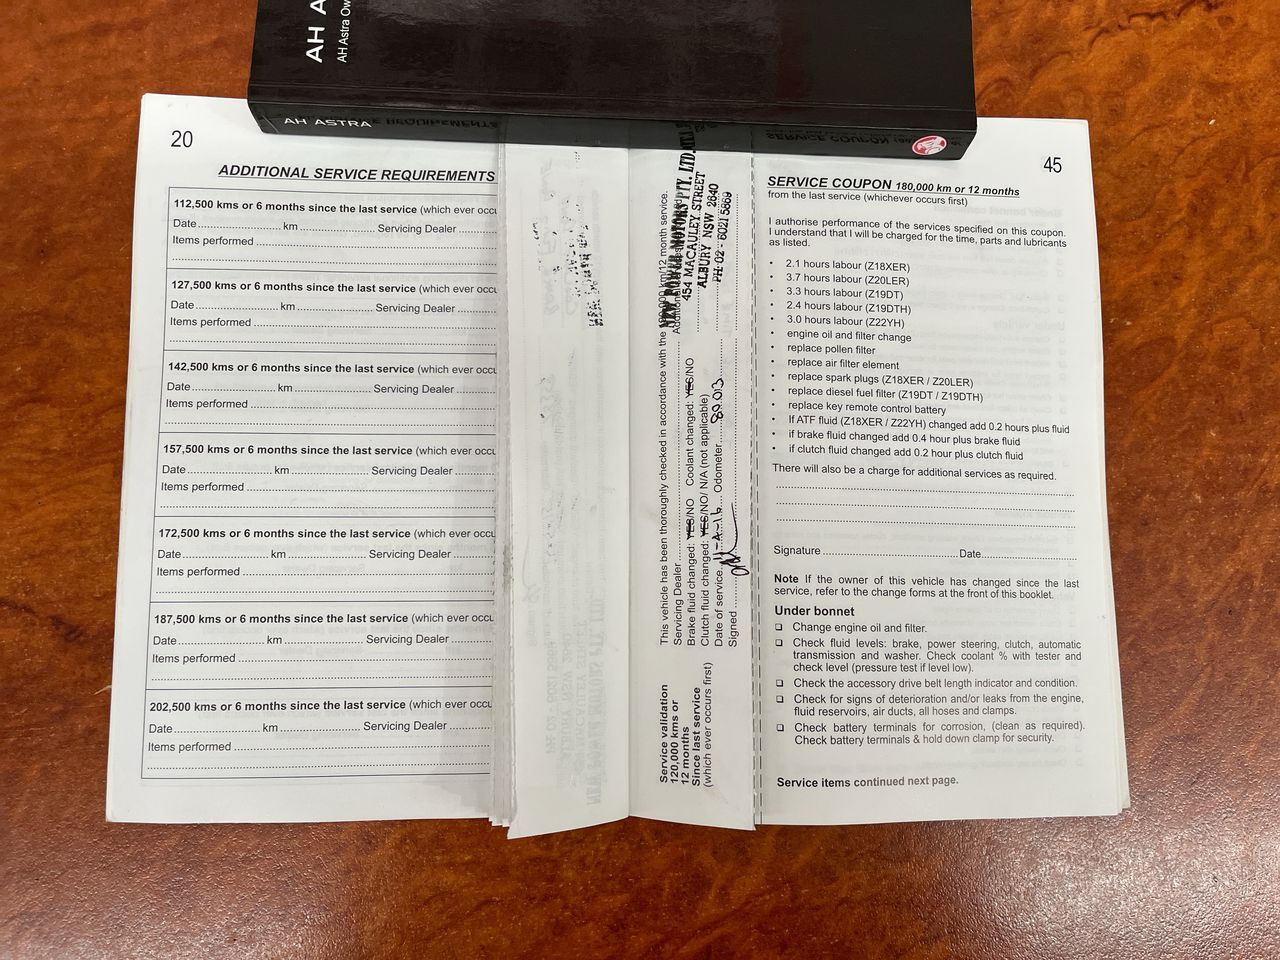 AH A
AH Astra Ow
AH ASTRA
20
ADDITIONAL SERVICE REQUIREMENTS
112,500 kms or 6 months since the last service (which ever occu
Date km Servicing Dealer
Items performed
127,500 kms or 6 months since the last service (which ever occu
Date km Servicing Dealer
Items performed
142,500 kms or 6 months since the last service (which ever occu
Date km Servicing Dealer
Items performed
157,500 kms or 6 months since the last service (which ever occu
Date km Servicing Dealer
Items performed
172,500 kms or 6 months since the last service (which ever occu
Date km Servicing Dealer
Items performed
187,500 kms or 6 months since the last service (which ever occu
Date km Servicing Dealer
Items performed
202,500 kms or 6 months since the last service (which ever occu
Date km Servicing Dealer
Items performed
Service validation
120,000 kms or
12 months
Since last service
(which ever occurs first)
This vehicle has been thoroughly checked in accordance with the km/12 month service.
Servicing Dealer
Brake fluid changed: YES/NO Coolant changed: YES/NO
Clutch fluid changed: YES/NO/ N/A (not applicable)
Date of service Odometer 89013
Signed
NEW POWER MOTORS PTY. LTD.
454 MACAULEY STREET
ALBURY NSW 2640
PH: 02 - 6021 5869
45
SERVICE COUPON 180,000 km or 12 months
from the last service (whichever occurs first)
I authorise performance of the services specified on this coupon.
I understand that I will be charged for the time, parts and lubricants
as listed.
• 2.1 hours labour (Z18XER)
• 3.7 hours labour (Z20LER)
• 3.3 hours labour (Z19DT)
• 2.4 hours labour (Z19DTH)
• 3.0 hours labour (Z22YH)
• engine oil and filter change
• replace pollen filter
• replace air filter element
• replace spark plugs (Z18XER / Z20LER)
• replace diesel fuel filter (Z19DT / Z19DTH)
• replace key remote control battery
• If ATF fluid (Z18XER / Z22YH) changed add 0.2 hours plus fluid
• if brake fluid changed add 0.4 hour plus brake fluid
• if clutch fluid changed add 0.2 hour plus clutch fluid
There will also be a charge for additional services as required.
Signature Date
Note If the owner of this vehicle has changed since the last
service, refer to the change forms at the front of this booklet.
Under bonnet
❑ Change engine oil and filter.
❑ Check fluid levels: brake, power steering, clutch, automatic
transmission and washer. Check coolant % with tester and
check level (pressure test if level low).
❑ Check the accessory drive belt length indicator and condition.
❑ Check for signs of deterioration and/or leaks from the engine,
fluid reservoirs, air ducts, all hoses and clamps.
❑ Check battery terminals for corrosion, (clean as required).
Check battery terminals & hold down clamp for security.
Service items continued next page.